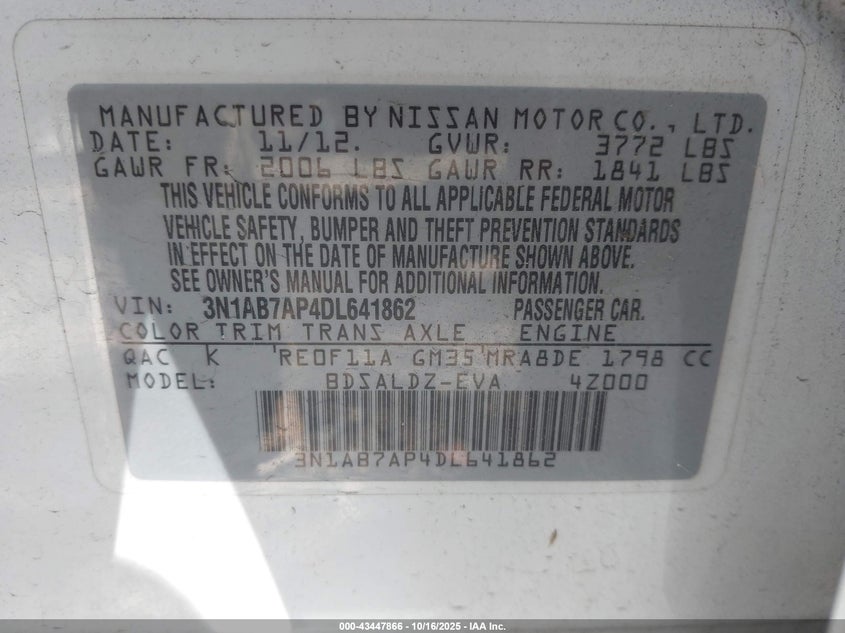 MANUFACTURED BY NISSAN MOTOR CO., LTD.
DATE: 11/12. GVWR: 3772 LBS
GAWR FR: 2006 LBS GAWR RR: 1841 LBS
THIS VEHICLE CONFORMS TO ALL APPLICABLE FEDERAL MOTOR
VEHICLE SAFETY, BUMPER AND THEFT PREVENTION STANDARDS
IN EFFECT ON THE DATE OF MANUFACTURE SHOWN ABOVE.
SEE OWNER'S MANUAL FOR ADDITIONAL INFORMATION.
VIN: 3N1AB7AP4DL641862 PASSENGER CAR.
COLOR TRIM TRANS AXLE ENGINE
QAC K RE0F11A GM35 MRA8DE 1798 CC
MODEL: BDSALDZ-EVA 4Z000
3N1AB7AP4DL641862
000-43447866 - 10/16/2025 - IAA Inc.